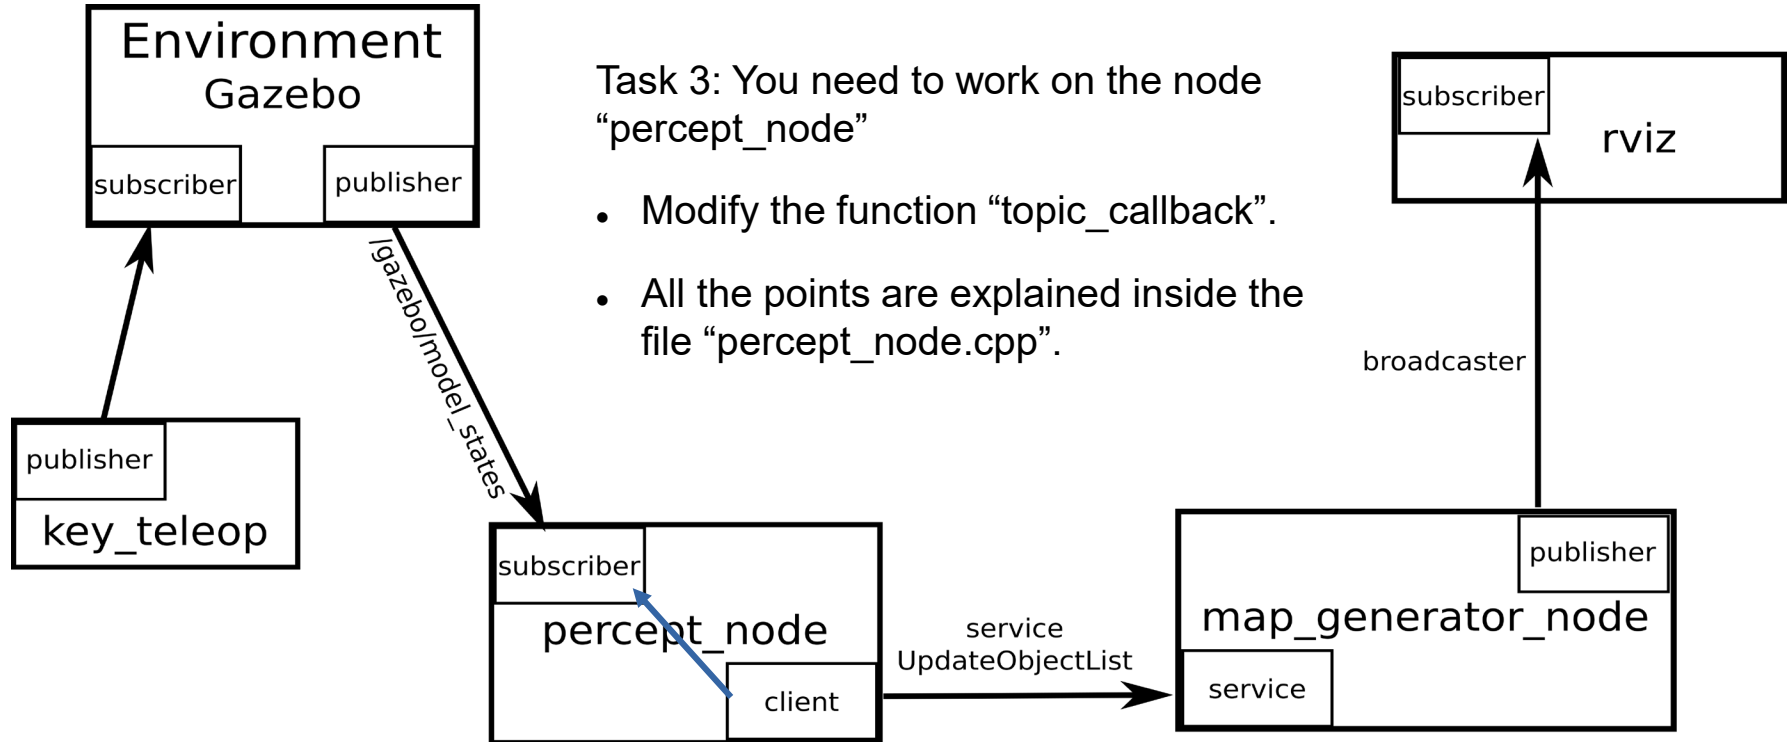 Environment
Gazebo
subscriber
publisher
/gazebo/model_states
publisher
key_teleop
Task 3: You need to work on the node
“percept_node”
• Modify the function “topic_callback”.
• All the points are explained inside the
file “percept_node.cpp”.
subscriber
rviz
broadcaster
subscriber
percept_node
client
service
UpdateObjectList
publisher
map_generator_node
service